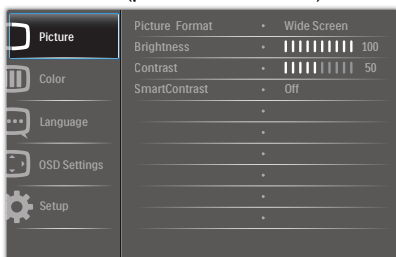 Picture
Color
Language
OSD Settings
Setup
Picture Format • Wide Screen
Brightness • 100
Contrast • 50
SmartContrast • Off
•
•
•
•
•
•